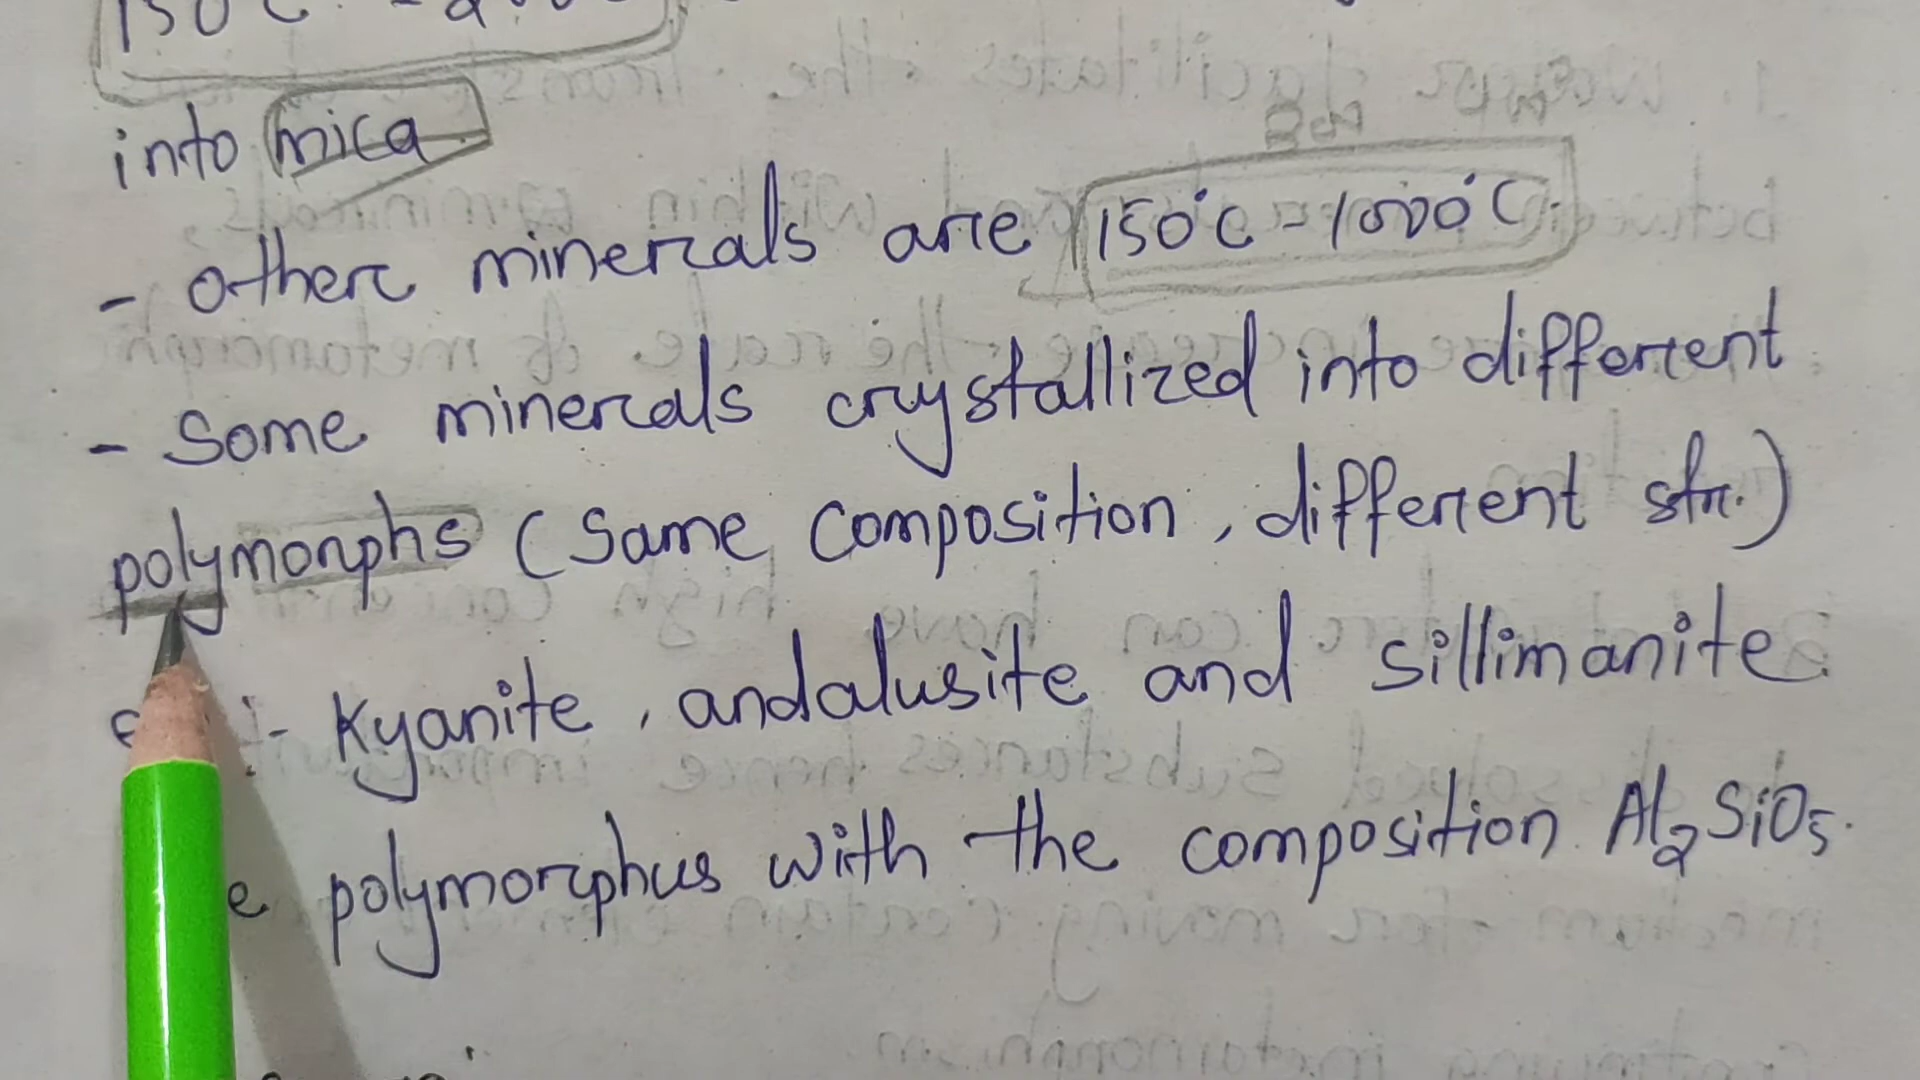 150°C
into mica
- other minerals are 150°C - 1000°C.
- Some minerals crystallized into different
polymorphs (Same Composition, different str.)
:- Kyanite, andalusite and sillimanite
e polymorphus with the composition Al₂SiO₅.